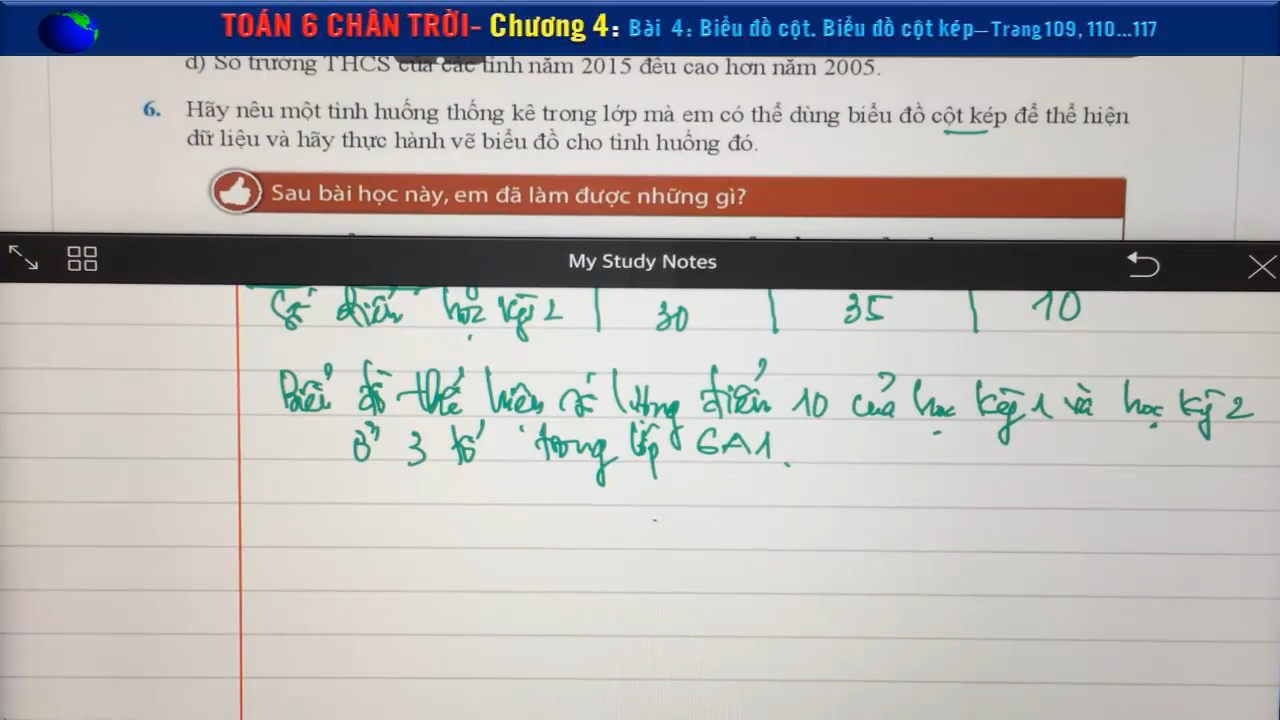 TOÁN 6 CHÂN TRỜI- Chương 4: Bài 4: Biểu đồ cột. Biểu đồ cột kép—Trang 109, 110...117
d) Số trường THCS của các tỉnh năm 2015 đều cao hơn năm 2005.
6. Hãy nêu một tình huống thống kê trong lớp mà em có thể dùng biểu đồ cột kép để thể hiện
dữ liệu và hãy thực hành vẽ biểu đồ cho tình huống đó.
Sau bài học này, em đã làm được những gì?
My Study Notes
Số điểm học kỳ 2 | 30 | 35 | 10
Biểu đồ thể hiện số lượng điểm 10 của học kỳ 1 và học kỳ 2
ở 3 tổ trong lớp 6A1.